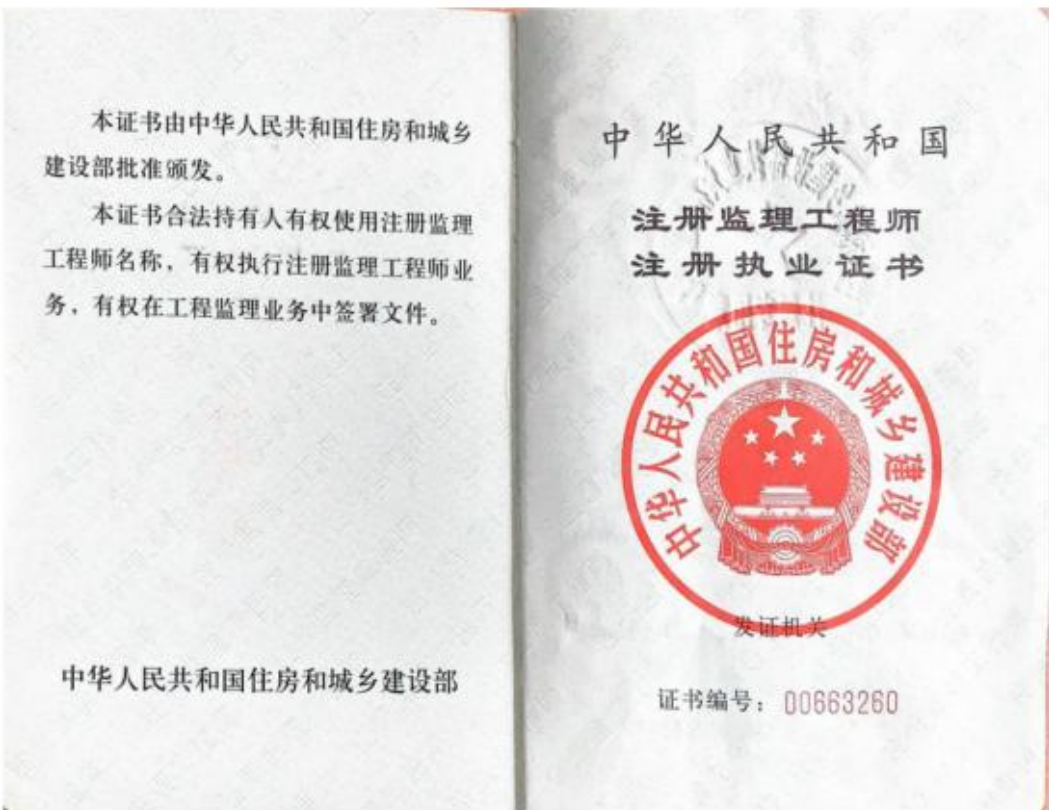 本证书由中华人民共和国住房和城乡
建设部批准颁发。
本证书合法持有人有权使用注册监理
工程师名称，有权执行注册监理工程师业
务，有权在工程监理业务中签署文件。
中华人民共和国住房和城乡建设部
中华人民共和国
注册监理工程师
注册执业证书
中华人民共和国住房和城乡建设部
发证机关
证书编号：00663260